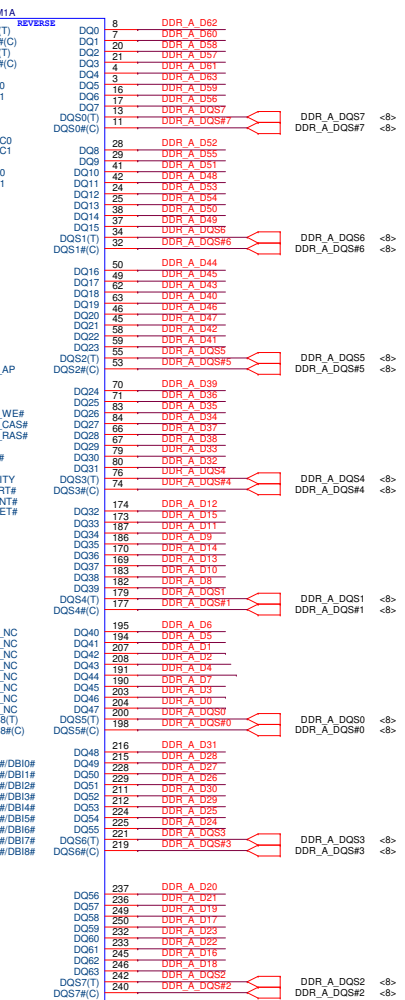 M1A
REVERSE
(T) DQ0 8 DDR_A_D62
#(C) DQ1 7 DDR_A_D60
(T) DQ2 20 DDR_A_D58
#(C) DQ3 21 DDR_A_D57
DQ4 4 DDR_A_D61
DQ5 3 DDR_A_D63
0 DQ6 16 DDR_A_D59
1 DQ7 17 DDR_A_D56
DQS0(T) 13 DDR_A_DQS7 DDR_A_DQS7 <8>
DQS0#(C) 11 DDR_A_DQS#7 DDR_A_DQS#7 <8>
C0 DQ8 28 DDR_A_D52
C1 DQ9 29 DDR_A_D55
0 DQ10 41 DDR_A_D51
1 DQ11 42 DDR_A_D48
DQ12 24 DDR_A_D53
DQ13 25 DDR_A_D54
DQ14 38 DDR_A_D50
DQ15 37 DDR_A_D49
DQS1(T) 34 DDR_A_DQS6 DDR_A_DQS6 <8>
DQS1#(C) 32 DDR_A_DQS#6 DDR_A_DQS#6 <8>
DQ16 50 DDR_A_D44
DQ17 49 DDR_A_D45
DQ18 62 DDR_A_D43
DQ19 63 DDR_A_D40
DQ20 46 DDR_A_D46
DQ21 45 DDR_A_D47
DQ22 58 DDR_A_D42
DQ23 59 DDR_A_D41
DQS2(T) 55 DDR_A_DQS5 DDR_A_DQS5 <8>
_AP DQS2#(C) 53 DDR_A_DQS#5 DDR_A_DQS#5 <8>
DQ24 70 DDR_A_D39
DQ25 71 DDR_A_D36
_WE# DQ26 83 DDR_A_D35
_CAS# DQ27 84 DDR_A_D34
_RAS# DQ28 66 DDR_A_D37
DQ29 67 DDR_A_D38
# DQ30 79 DDR_A_D33
DQ31 80 DDR_A_D32
ITY DQS3(T) 76 DDR_A_DQS4 DDR_A_DQS4 <8>
RT# DQS3#(C) 74 DDR_A_DQS#4 DDR_A_DQS#4 <8>
NT#
ET# DQ32 174 DDR_A_D12
DQ33 173 DDR_A_D15
DQ34 187 DDR_A_D11
DQ35 186 DDR_A_D9
DQ36 170 DDR_A_D14
DQ37 169 DDR_A_D13
DQ38 183 DDR_A_D10
DQ39 182 DDR_A_D8
DQS4(T) 179 DDR_A_DQS1 DDR_A_DQS1 <8>
DQS4#(C) 177 DDR_A_DQS#1 DDR_A_DQS#1 <8>
_NC DQ40 195 DDR_A_D6
_NC DQ41 194 DDR_A_D5
_NC DQ42 207 DDR_A_D1
_NC DQ43 208 DDR_A_D2
_NC DQ44 191 DDR_A_D4
_NC DQ45 190 DDR_A_D7
_NC DQ46 203 DDR_A_D3
_NC DQ47 204 DDR_A_D0
8(T) DQS5(T) 200 DDR_A_DQS0 DDR_A_DQS0 <8>
8#(C) DQS5#(C) 198 DDR_A_DQS#0 DDR_A_DQS#0 <8>
DQ48 216 DDR_A_D31
#/DBI0# DQ49 215 DDR_A_D28
#/DBI1# DQ50 228 DDR_A_D27
#/DBI2# DQ51 229 DDR_A_D26
#/DBI3# DQ52 211 DDR_A_D30
#/DBI4# DQ53 212 DDR_A_D29
#/DBI5# DQ54 224 DDR_A_D25
#/DBI6# DQ55 225 DDR_A_D24
#/DBI7# DQS6(T) 221 DDR_A_DQS3 DDR_A_DQS3 <8>
#/DBI8# DQS6#(C) 219 DDR_A_DQS#3 DDR_A_DQS#3 <8>
DQ56 237 DDR_A_D20
DQ57 236 DDR_A_D21
DQ58 249 DDR_A_D19
DQ59 250 DDR_A_D17
DQ60 232 DDR_A_D23
DQ61 233 DDR_A_D22
DQ62 245 DDR_A_D16
DQ63 246 DDR_A_D18
DQS7(T) 242 DDR_A_DQS2 DDR_A_DQS2 <8>
DQS7#(C) 240 DDR_A_DQS#2 DDR_A_DQS#2 <8>